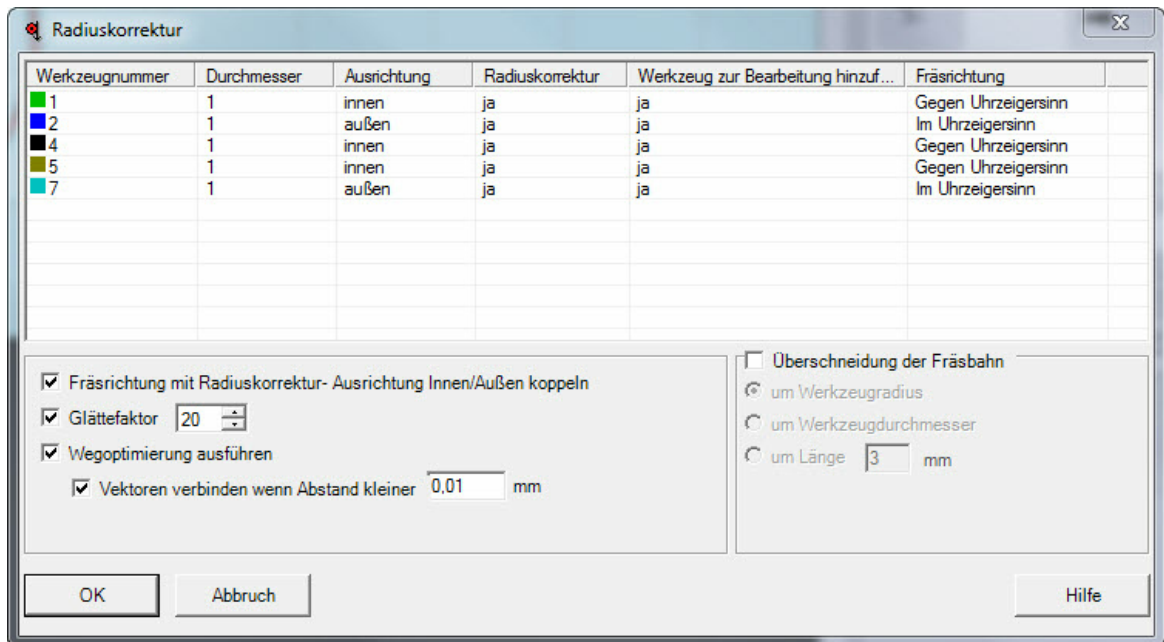 Radiuskorrektur
Werkzeugnummer Durchmesser Ausrichtung Radiuskorrektur Werkzeug zur Bearbeitung hinzuf... Fräsrichtung
1 1 innen ja ja Gegen Uhrzeigersinn
2 1 außen ja ja Im Uhrzeigersinn
4 1 innen ja ja Gegen Uhrzeigersinn
5 1 innen ja ja Gegen Uhrzeigersinn
7 1 außen ja ja Im Uhrzeigersinn
Fräsrichtung mit Radiuskorrektur- Ausrichtung Innen/Außen koppeln
Glättefaktor 20
Wegoptimierung ausführen
Vektoren verbinden wenn Abstand kleiner 0,01 mm
Überschneidung der Fräsbahn
um Werkzeugradius
um Werkzeugdurchmesser
um Länge 3 mm
OK Abbruch Hilfe